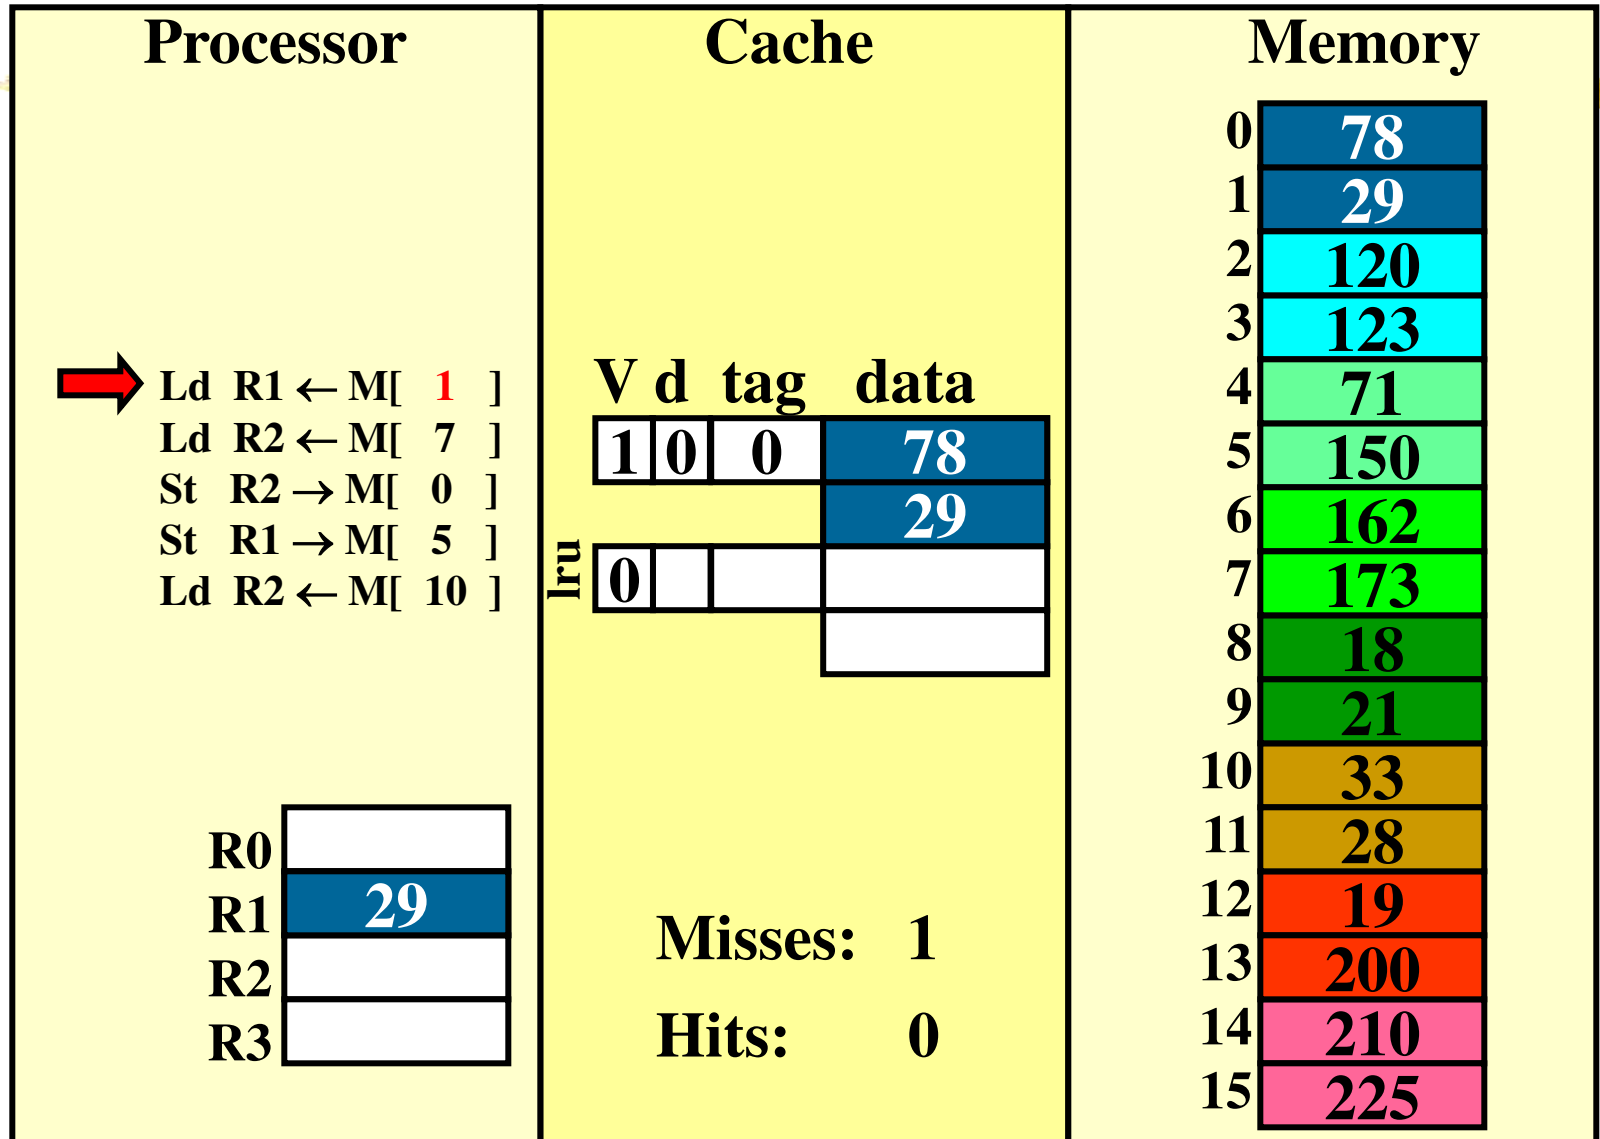 Processor
Ld R1 ← M[ 1 ]
Ld R2 ← M[ 7 ]
St R2 → M[ 0 ]
St R1 → M[ 5 ]
Ld R2 ← M[ 10 ]
R0
R1 29
R2
R3
Cache
V d tag data
1 0 0 78
29
lru
0
Misses: 1
Hits: 0
Memory
0 78
1 29
2 120
3 123
4 71
5 150
6 162
7 173
8 18
9 21
10 33
11 28
12 19
13 200
14 210
15 225